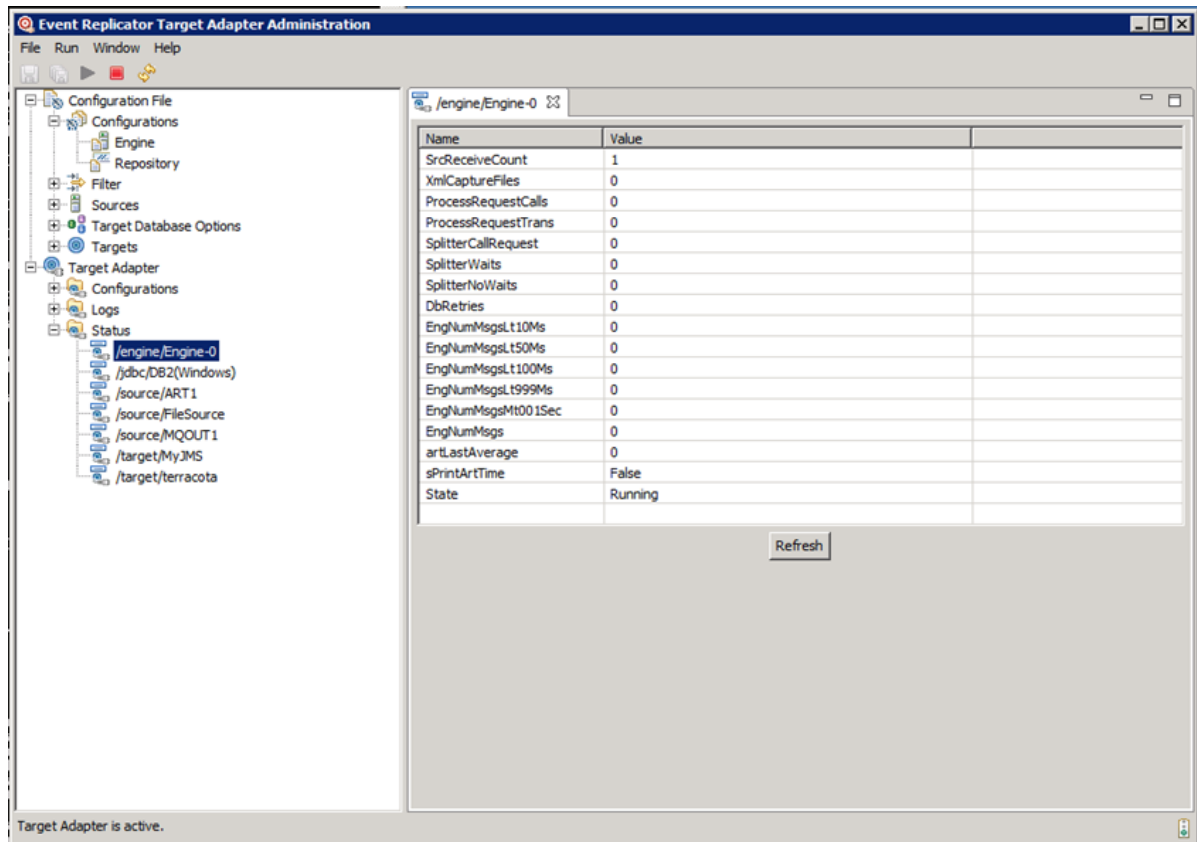 Event Replicator Target Adapter Administration
File Run Window Help
Configuration File
Configurations
Engine
Repository
Filter
Sources
Target Database Options
Targets
Target Adapter
Configurations
Logs
Status
/engine/Engine-0
/jdbc/DB2(Windows)
/source/ART1
/source/FileSource
/source/MQOUT1
/target/MyJMS
/target/terracota
/engine/Engine-0
Name Value
SrcReceiveCount 1
XmlCaptureFiles 0
ProcessRequestCalls 0
ProcessRequestTrans 0
SplitterCallRequest 0
SplitterWaits 0
SplitterNoWaits 0
DbRetries 0
EngNumMsgsLt10Ms 0
EngNumMsgsLt50Ms 0
EngNumMsgsLt100Ms 0
EngNumMsgsLt999Ms 0
EngNumMsgsMt001Sec 0
EngNumMsgs 0
artLastAverage 0
sPrintArtTime False
State Running
Refresh
Target Adapter is active.